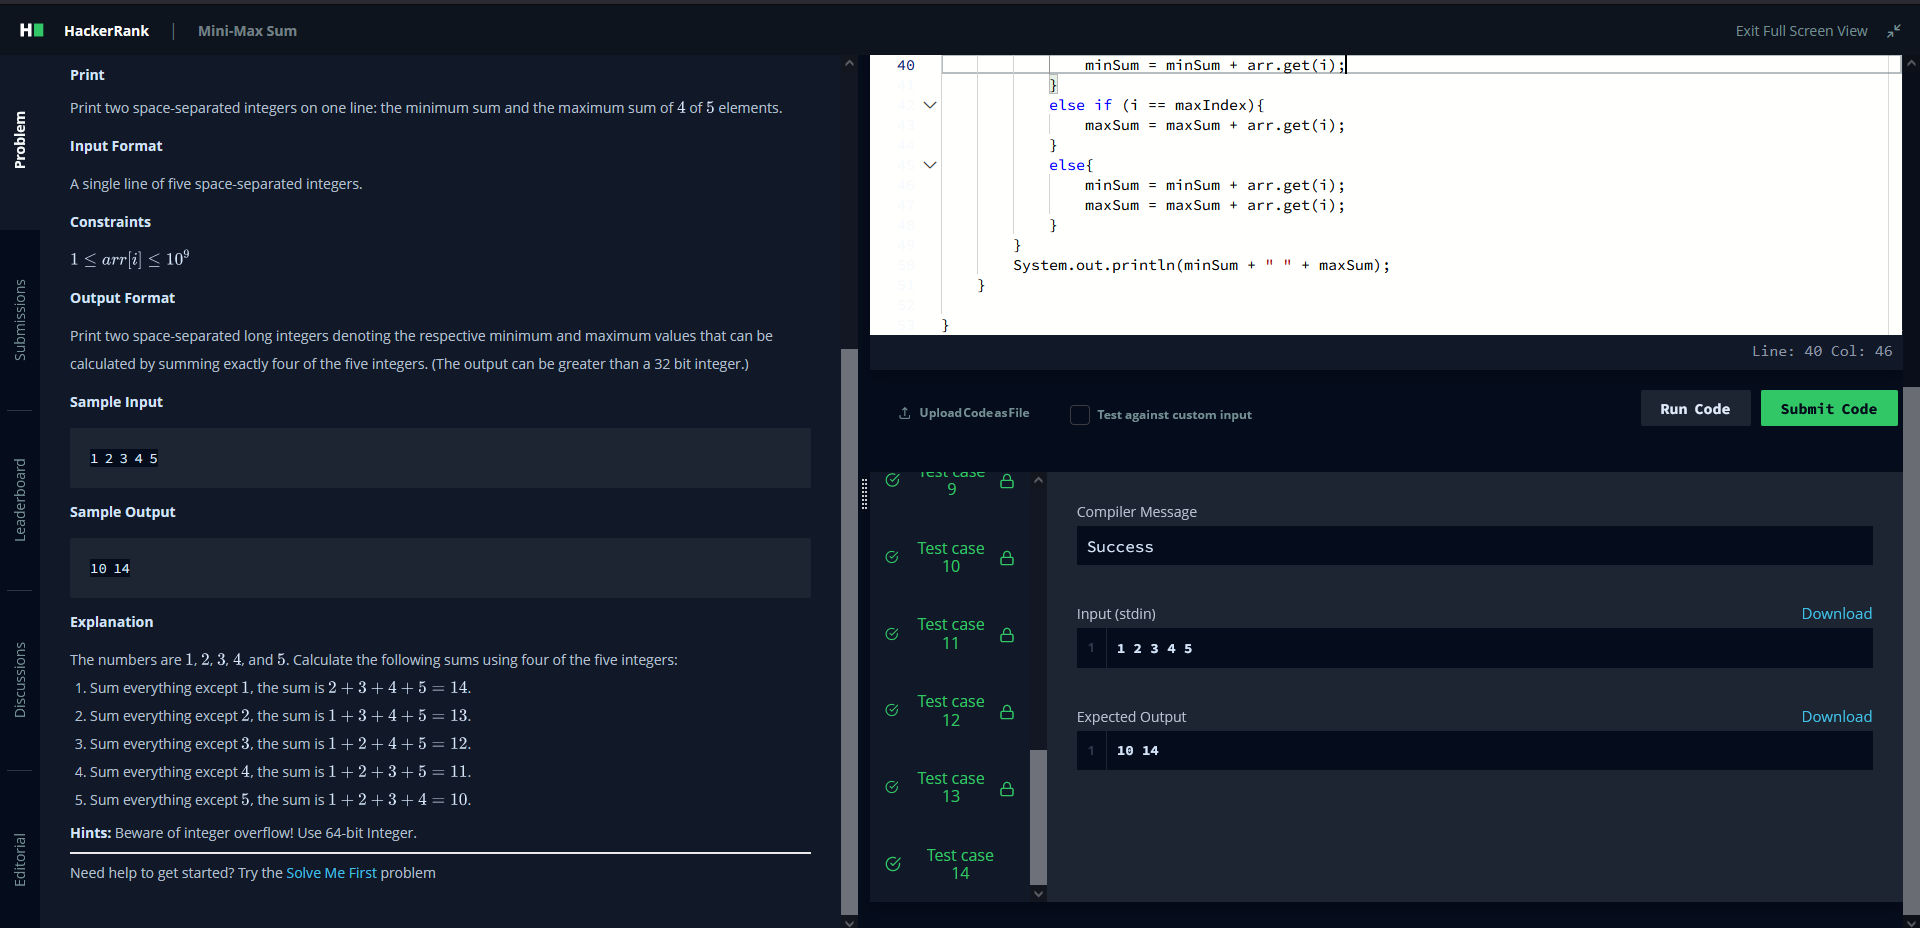 HackerRank | Mini-Max Sum
Exit Full Screen View
Problem
Submissions
Leaderboard
Discussions
Editorial
Print
Print two space-separated integers on one line: the minimum sum and the maximum sum of 4 of 5 elements.
Input Format
A single line of five space-separated integers.
Constraints
1 ≤ arr[i] ≤ 10⁹
Output Format
Print two space-separated long integers denoting the respective minimum and maximum values that can be
calculated by summing exactly four of the five integers. (The output can be greater than a 32 bit integer.)
Sample Input
1 2 3 4 5
Sample Output
10 14
Explanation
The numbers are 1, 2, 3, 4, and 5. Calculate the following sums using four of the five integers:
1. Sum everything except 1, the sum is 2 + 3 + 4 + 5 = 14.
2. Sum everything except 2, the sum is 1 + 3 + 4 + 5 = 13.
3. Sum everything except 3, the sum is 1 + 2 + 4 + 5 = 12.
4. Sum everything except 4, the sum is 1 + 2 + 3 + 5 = 11.
5. Sum everything except 5, the sum is 1 + 2 + 3 + 4 = 10.
Hints: Beware of integer overflow! Use 64-bit Integer.
Need help to get started? Try the Solve Me First problem
40 minSum = minSum + arr.get(i);
41 }
42 else if (i == maxIndex){
43 maxSum = maxSum + arr.get(i);
44 }
45 else{
46 minSum = minSum + arr.get(i);
47 maxSum = maxSum + arr.get(i);
48 }
49 }
50 System.out.println(minSum + " " + maxSum);
51 }
52
53 }
Line: 40 Col: 46
Upload Code as File
Test against custom input
Run Code
Submit Code
Test case
9
Test case
10
Test case
11
Test case
12
Test case
13
Test case
14
Compiler Message
Success
Input (stdin)
Download
1 1 2 3 4 5
Expected Output
Download
1 10 14